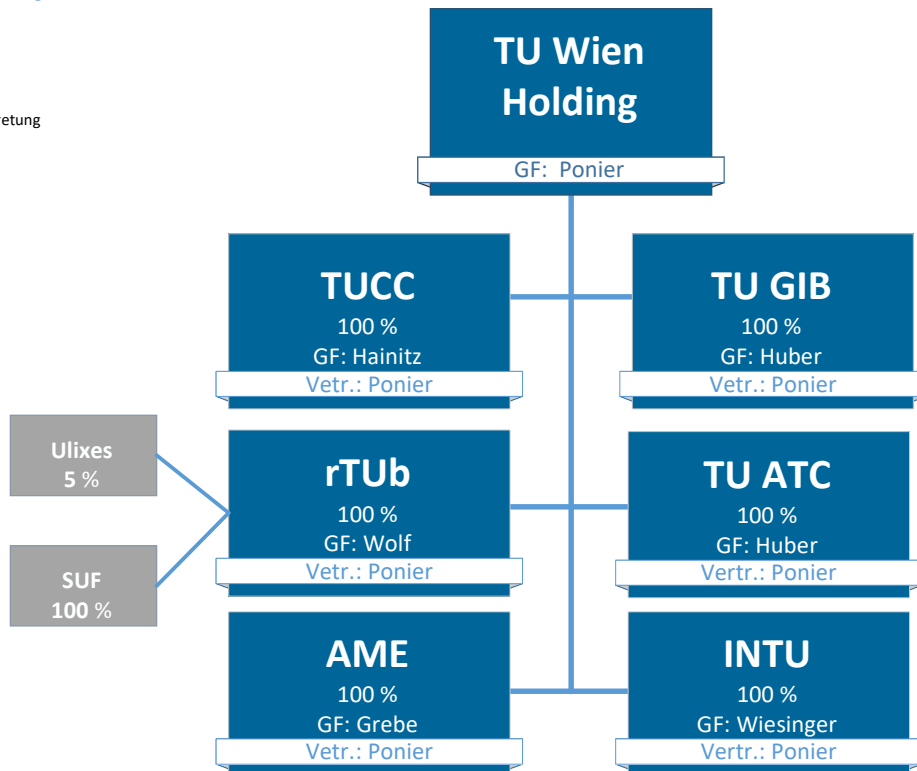 retung
TU Wien
Holding
GF: Ponier
TUCC
100 %
GF: Hainitz
Vetr.: Ponier
TU GIB
100 %
GF: Huber
Vetr.: Ponier
Ulixes
5 %
SUF
100 %
rTUb
100 %
GF: Wolf
Vetr.: Ponier
TU ATC
100 %
GF: Huber
Vertr.: Ponier
AME
100 %
GF: Grebe
Vetr.: Ponier
INTU
100 %
GF: Wiesinger
Vertr.: Ponier